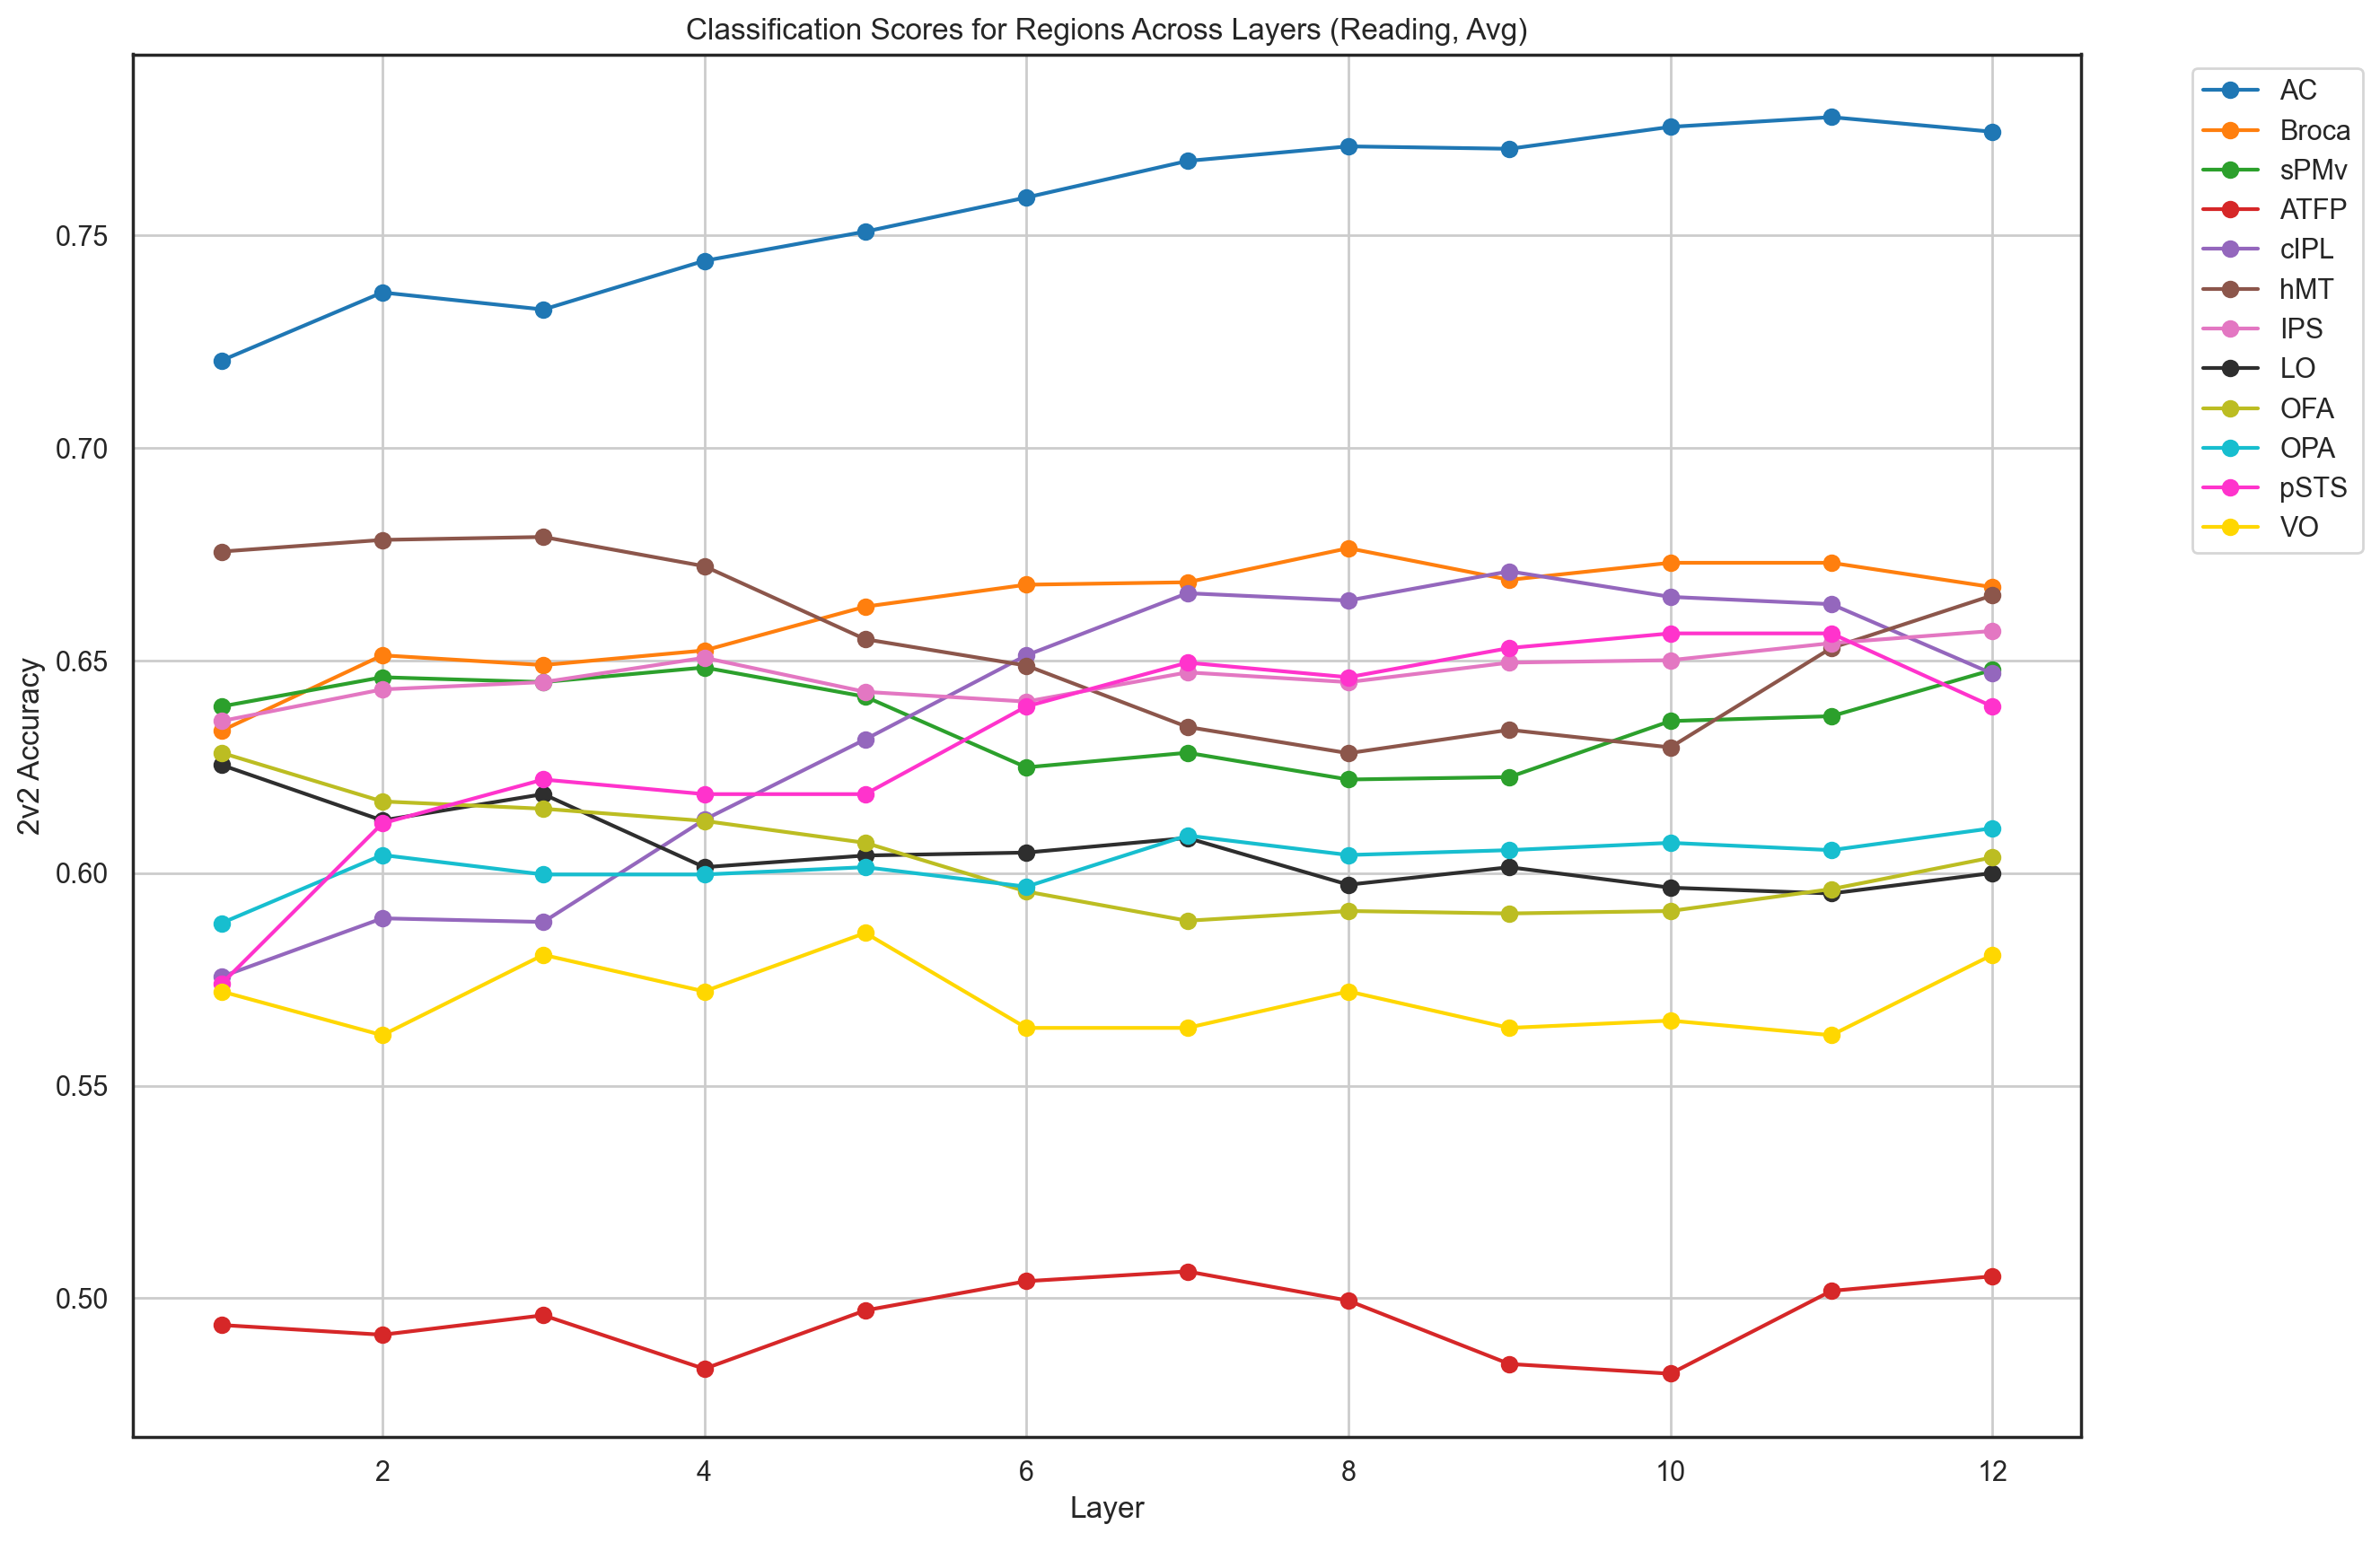 Classification Scores for Regions Across Layers (Reading, Avg)
AC
Broca
sPMv
ATFP
cIPL
hMT
IPS
LO
OFA
OPA
pSTS
VO
2v2 Accuracy
0.75
0.70
0.65
0.60
0.55
0.50
2 4 6 8 10 12
Layer